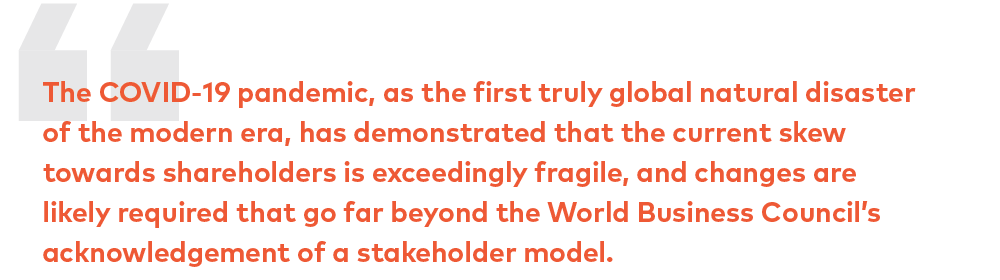 The COVID-19 pandemic, as the first truly global natural disaster
of the modern era, has demonstrated that the current skew
towards shareholders is exceedingly fragile, and changes are
likely required that go far beyond the World Business Council’s
acknowledgement of a stakeholder model.